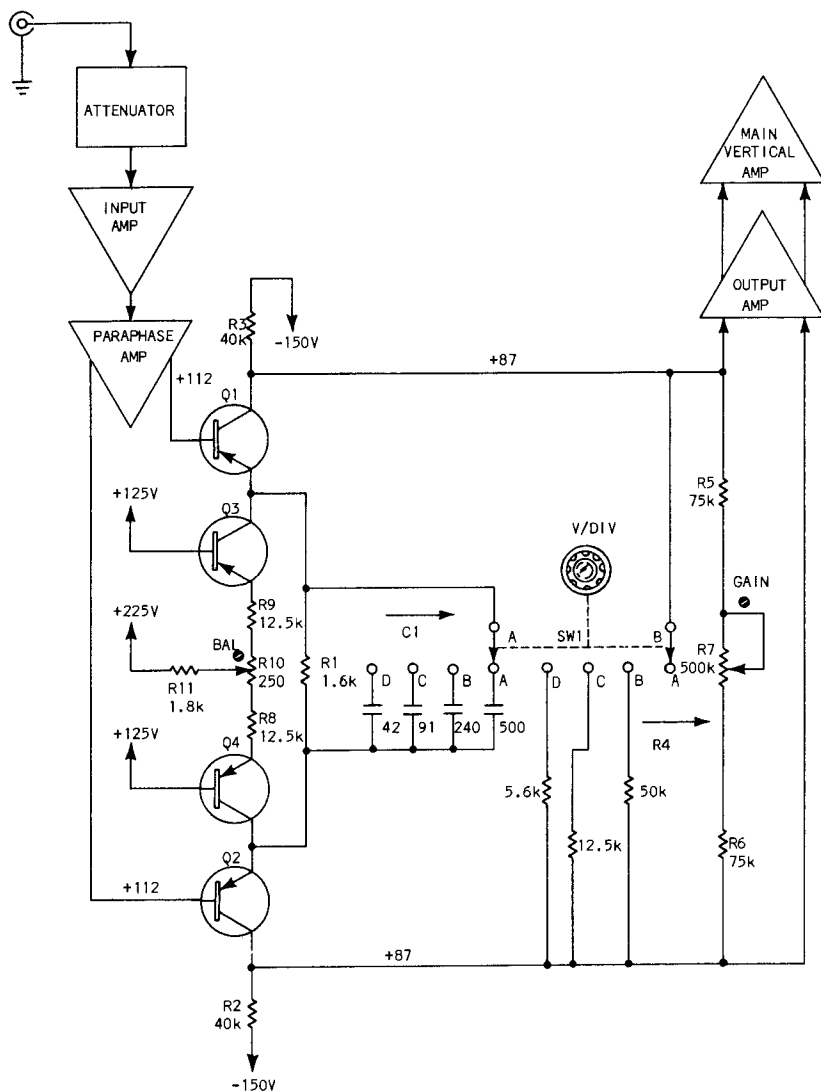 ATTENUATOR
MAIN
VERTICAL
AMP
INPUT
AMP
OUTPUT
AMP
PARAPHASE
AMP
R3
40k
-150V
+112
+87
Q1
+125V
Q3
R5
75k
V/DIV
GAIN
R9
12.5k
+225V
BAL
R10
250
R11
1.8k
R1
1.6k
C1
A
SW1
B
R7
500k
D
C
B
A
D
C
B
A
R8
12.5k
42
91
240
500
R4
+125V
Q4
5.6k
50k
12.5k
R6
75k
Q2
+112
+87
R2
40k
-150V